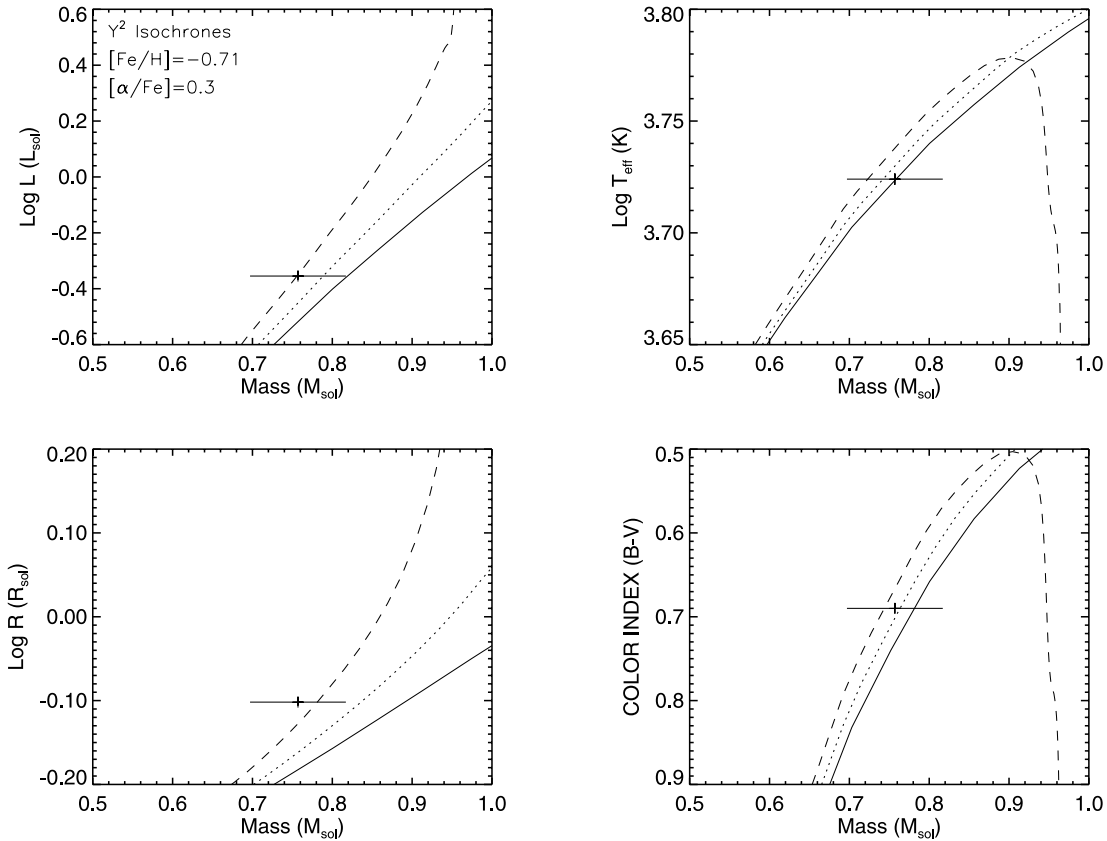 Y² Isochrones
[Fe/H]=−0.71
[α/Fe]=0.3
Log L (L_sol)
0.6
0.4
0.2
0.0
-0.2
-0.4
-0.6
0.5 0.6 0.7 0.8 0.9 1.0
Mass (M_sol)
Log T_eff (K)
3.80
3.75
3.70
3.65
0.5 0.6 0.7 0.8 0.9 1.0
Mass (M_sol)
Log R (R_sol)
0.20
0.10
0.00
-0.10
-0.20
0.5 0.6 0.7 0.8 0.9 1.0
Mass (M_sol)
COLOR INDEX (B-V)
0.5
0.6
0.7
0.8
0.9
0.5 0.6 0.7 0.8 0.9 1.0
Mass (M_sol)